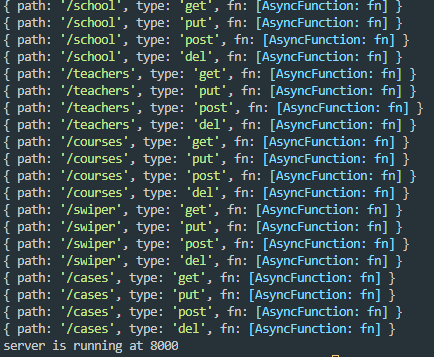 { path: '/school', type: 'get', fn: [AsyncFunction: fn] }
{ path: '/school', type: 'put', fn: [AsyncFunction: fn] }
{ path: '/school', type: 'post', fn: [AsyncFunction: fn] }
{ path: '/school', type: 'del', fn: [AsyncFunction: fn] }
{ path: '/teachers', type: 'get', fn: [AsyncFunction: fn] }
{ path: '/teachers', type: 'put', fn: [AsyncFunction: fn] }
{ path: '/teachers', type: 'post', fn: [AsyncFunction: fn] }
{ path: '/teachers', type: 'del', fn: [AsyncFunction: fn] }
{ path: '/courses', type: 'get', fn: [AsyncFunction: fn] }
{ path: '/courses', type: 'put', fn: [AsyncFunction: fn] }
{ path: '/courses', type: 'post', fn: [AsyncFunction: fn] }
{ path: '/courses', type: 'del', fn: [AsyncFunction: fn] }
{ path: '/swiper', type: 'get', fn: [AsyncFunction: fn] }
{ path: '/swiper', type: 'put', fn: [AsyncFunction: fn] }
{ path: '/swiper', type: 'post', fn: [AsyncFunction: fn] }
{ path: '/swiper', type: 'del', fn: [AsyncFunction: fn] }
{ path: '/cases', type: 'get', fn: [AsyncFunction: fn] }
{ path: '/cases', type: 'put', fn: [AsyncFunction: fn] }
{ path: '/cases', type: 'post', fn: [AsyncFunction: fn] }
{ path: '/cases', type: 'del', fn: [AsyncFunction: fn] }
server is running at 8000